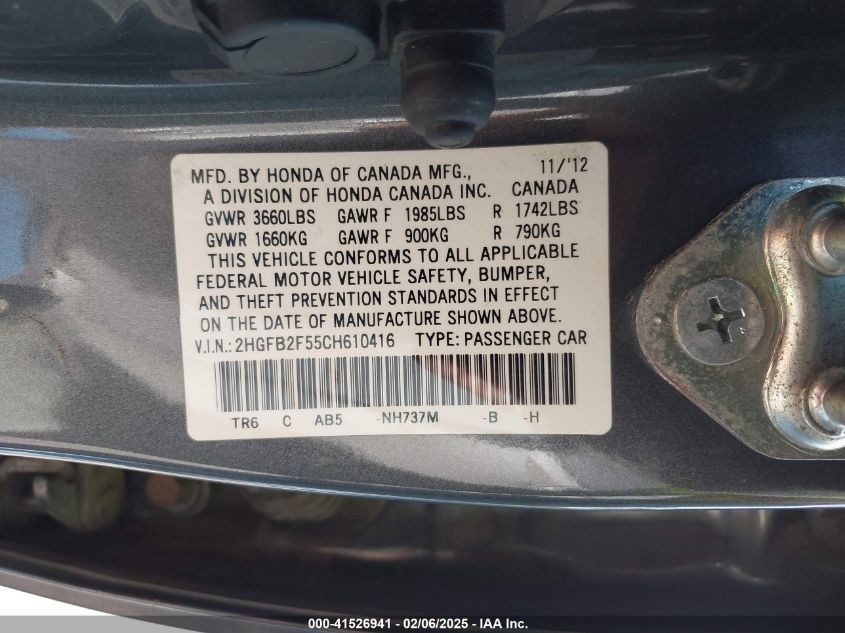 MFD. BY HONDA OF CANADA MFG., 11/'12
A DIVISION OF HONDA CANADA INC. CANADA
GVWR 3660LBS GAWR F 1985LBS R 1742LBS
GVWR 1660KG GAWR F 900KG R 790KG
THIS VEHICLE CONFORMS TO ALL APPLICABLE
FEDERAL MOTOR VEHICLE SAFETY, BUMPER,
AND THEFT PREVENTION STANDARDS IN EFFECT
ON THE DATE OF MANUFACTURE SHOWN ABOVE.
V.I.N.: 2HGFB2F55CH610416 TYPE: PASSENGER CAR
TR6 C AB5 -NH737M -B -H
000-41526941 - 02/06/2025 - IAA Inc.